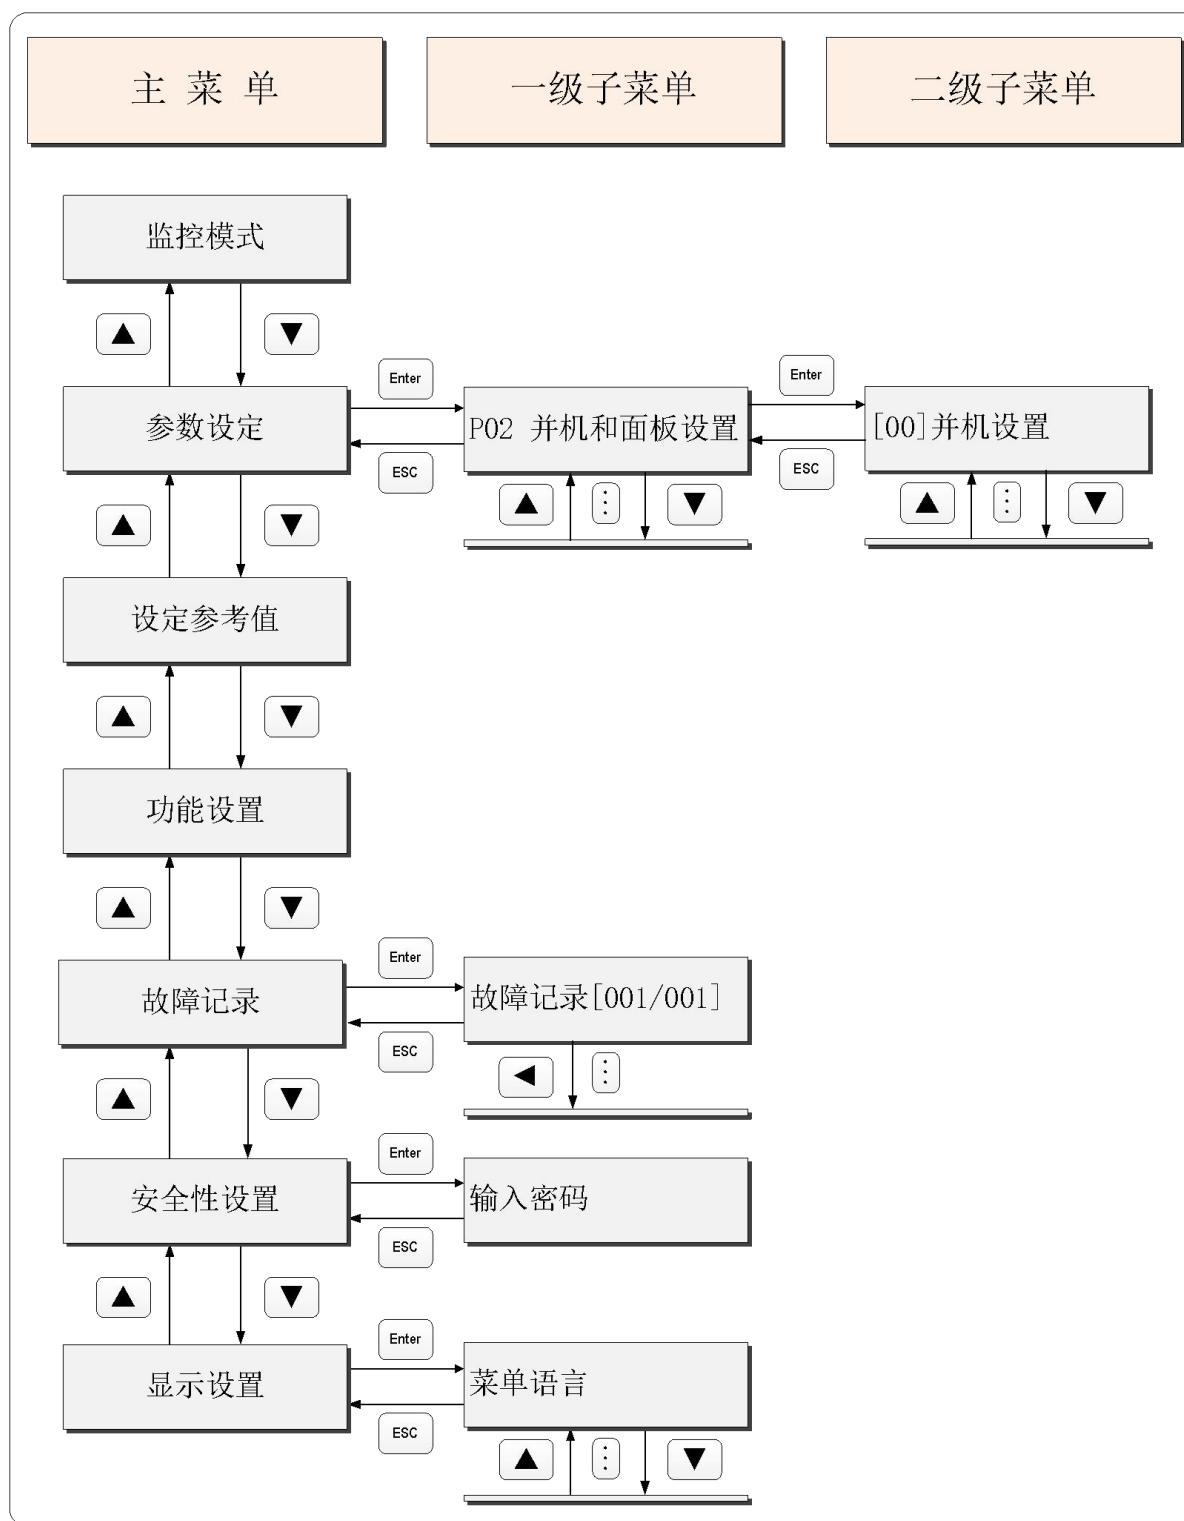 主 菜 单
一级子菜单
二级子菜单
监控模式
Enter
Enter
参数设定
P02 并机和面板设置
[00]并机设置
ESC
ESC
设定参考值
功能设置
Enter
故障记录
故障记录[001/001]
ESC
Enter
安全性设置
输入密码
ESC
Enter
显示设置
菜单语言
ESC